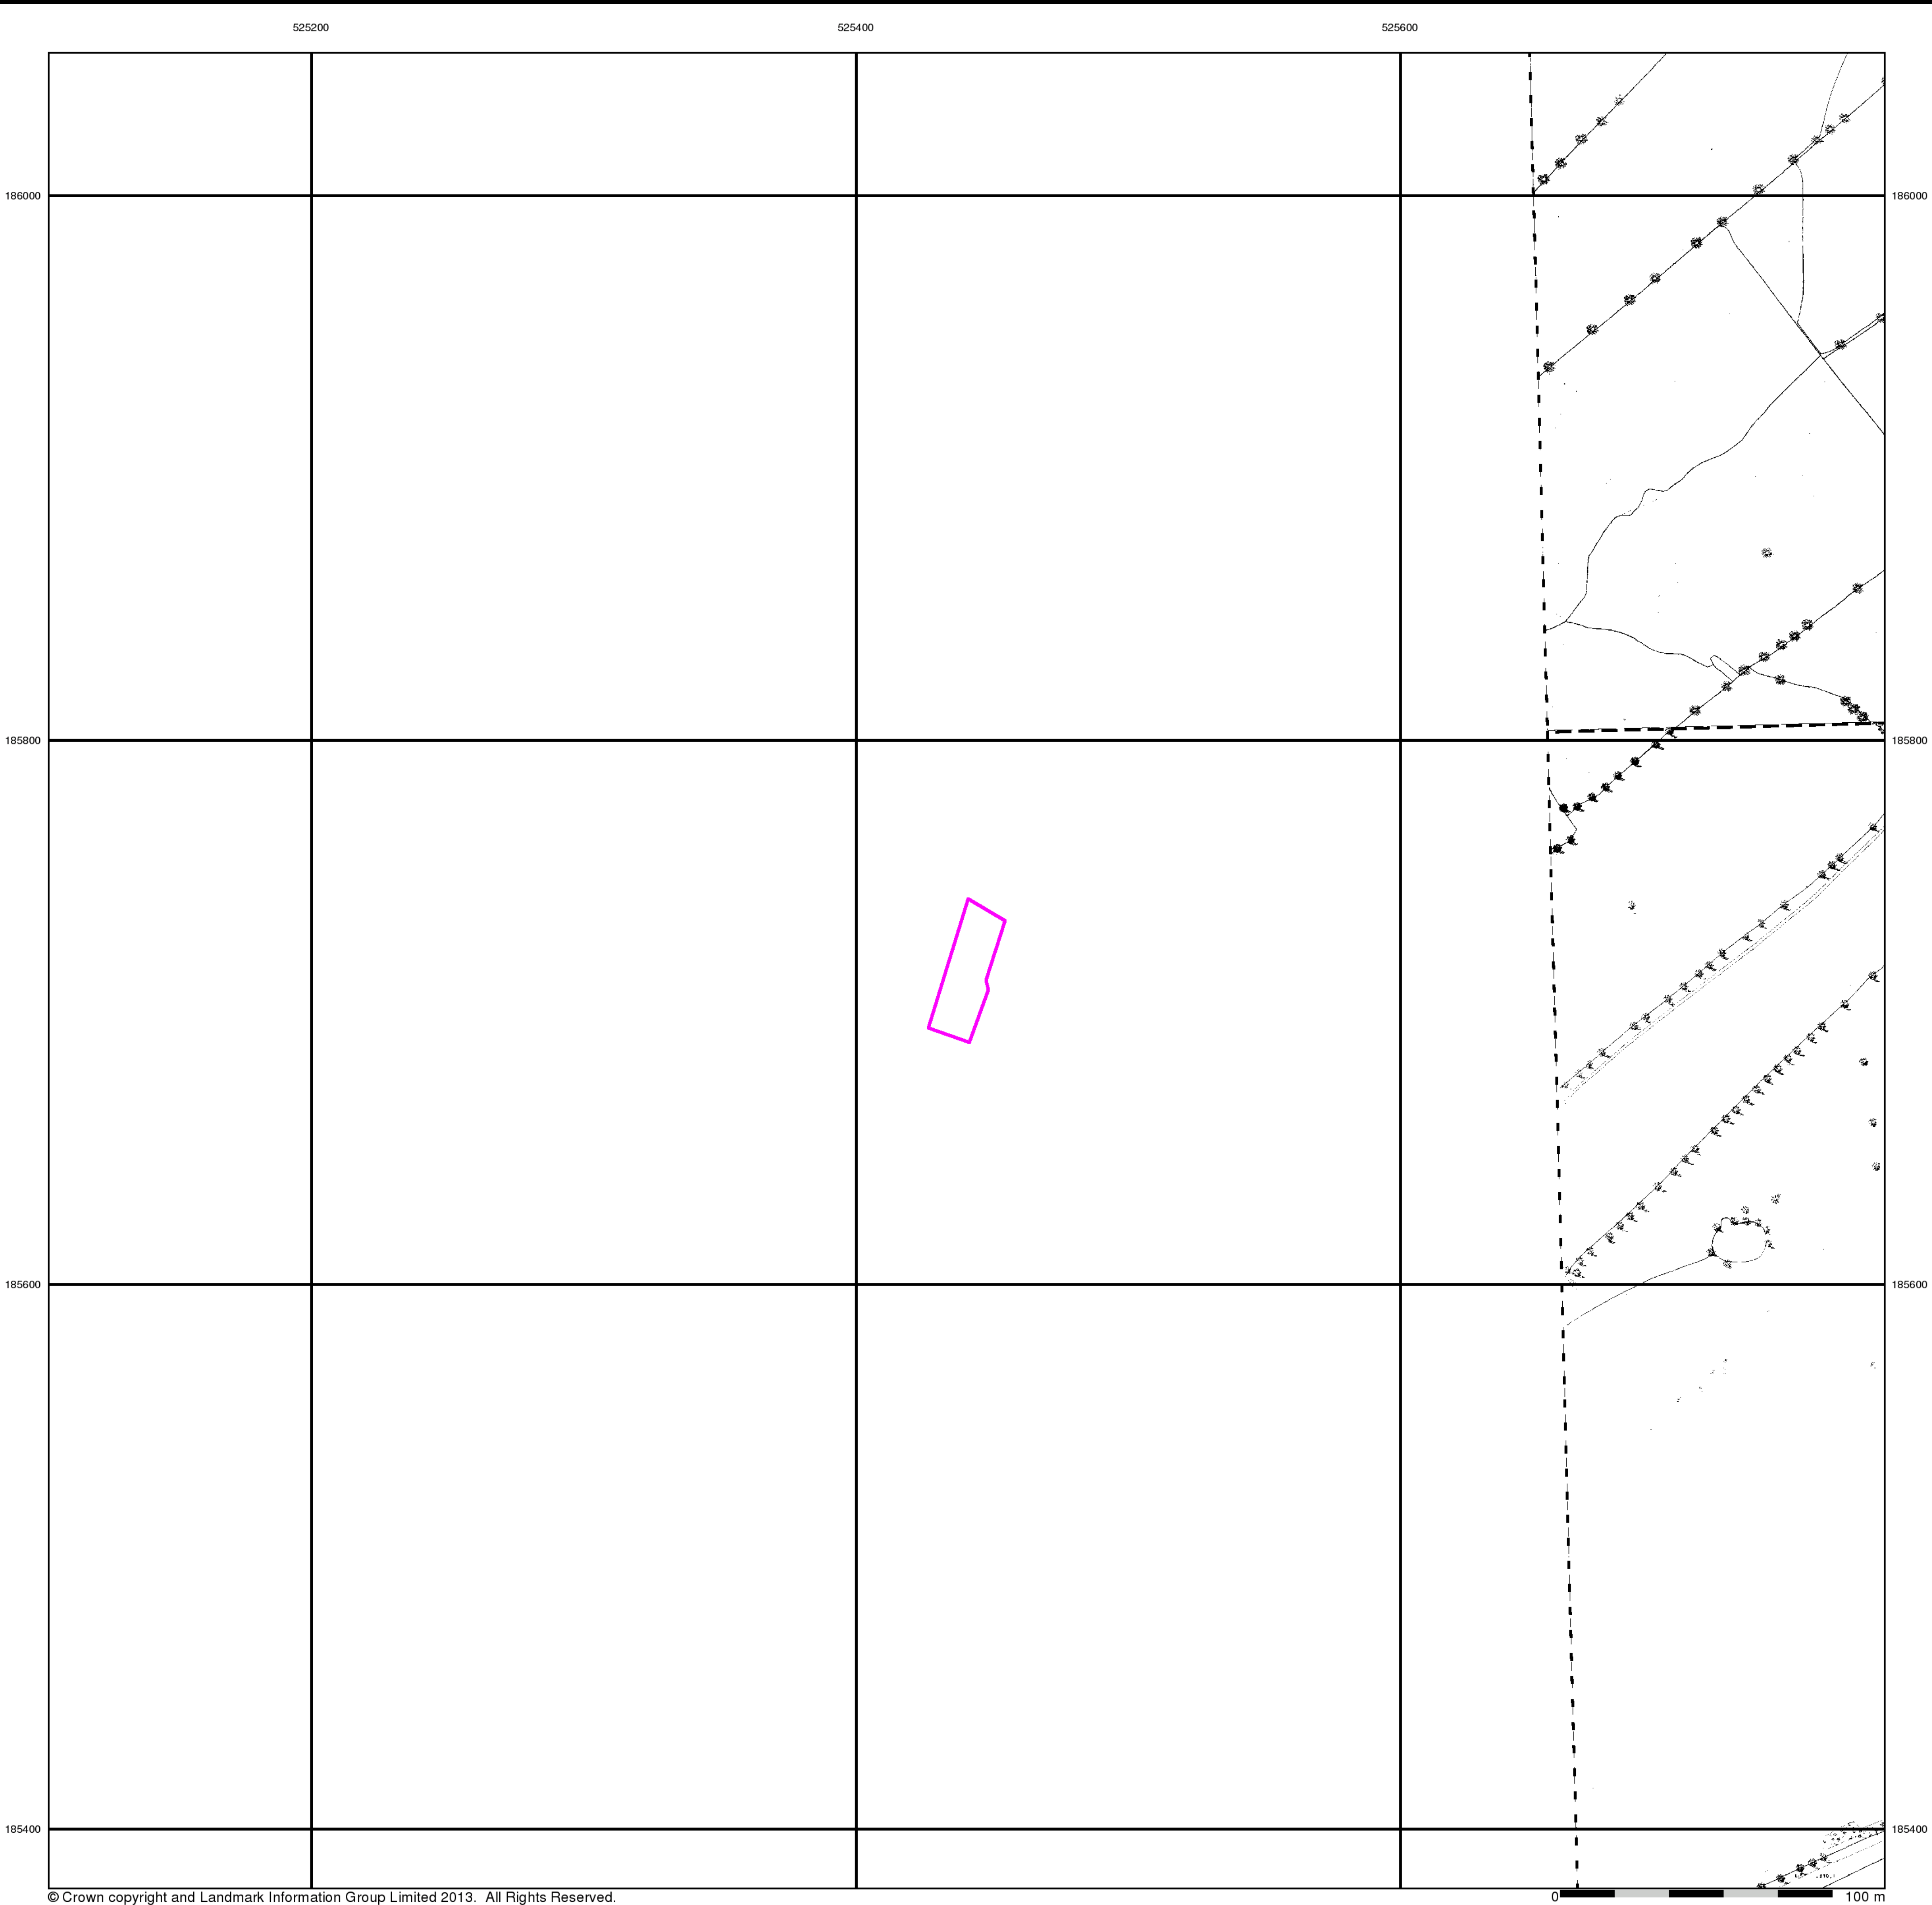 525200 525400 525600
186000 186000
185800 185800
185600 185600
185400 185400
© Crown copyright and Landmark Information Group Limited 2013. All Rights Reserved. 0 100 m